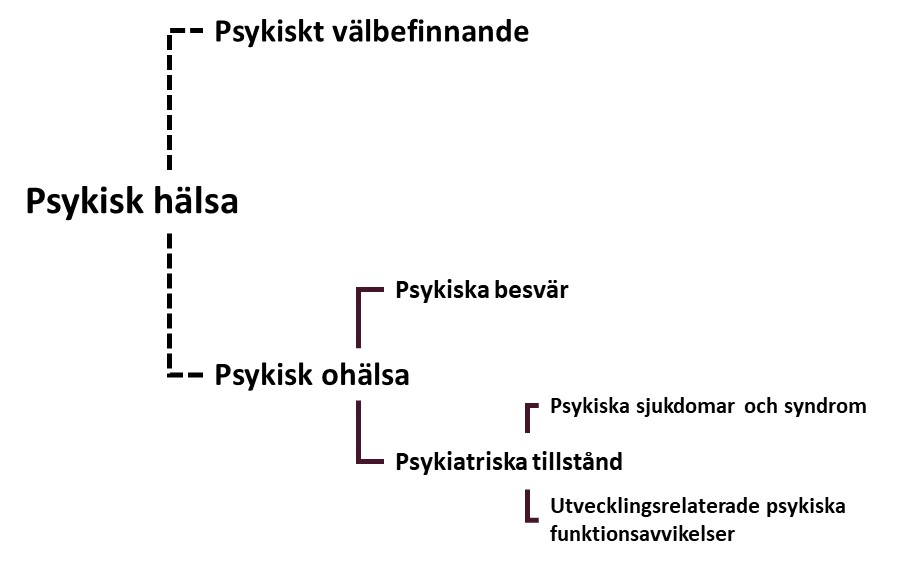 Psykiskt välbefinnande
Psykisk hälsa
Psykiska besvär
Psykisk ohälsa
Psykiska sjukdomar och syndrom
Psykiatriska tillstånd
Utvecklingsrelaterade psykiska
funktionsavvikelser